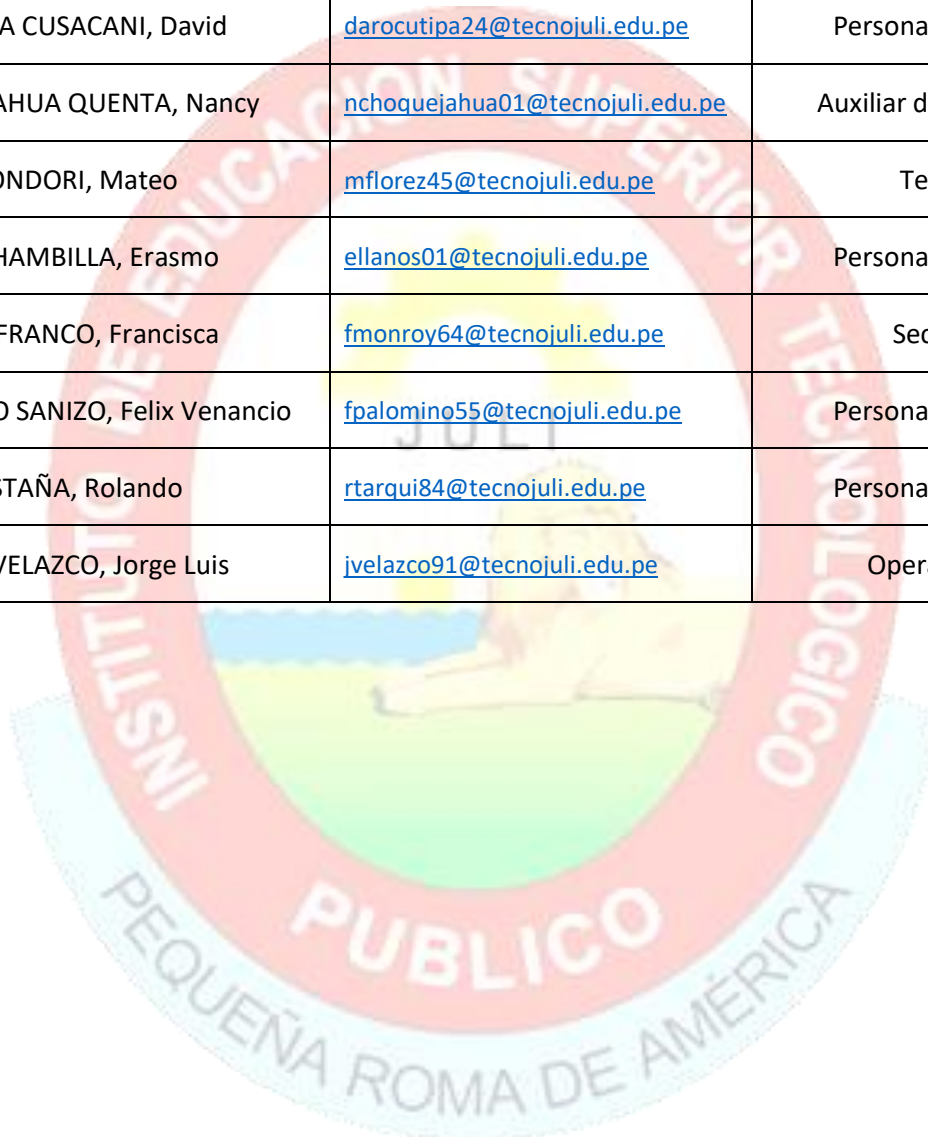 A CUSACANI, David darocutipa24@tecnojuli.edu.pe Persona
AHUA QUENTA, Nancy nchoquejahua01@tecnojuli.edu.pe Auxiliar d
ONDORI, Mateo mflorez45@tecnojuli.edu.pe Te
HAMBILLA, Erasmo ellanos01@tecnojuli.edu.pe Persona
FRANCO, Francisca fmonroy64@tecnojuli.edu.pe Sec
O SANIZO, Felix Venancio fpalomino55@tecnojuli.edu.pe Persona
STAÑA, Rolando rtarqui84@tecnojuli.edu.pe Persona
VELAZCO, Jorge Luis jvelazco91@tecnojuli.edu.pe Opera
INSTITUTO DE EDUCACION SUPERIOR TECNOLOGICO
PUBLICO
JULI
PEQUEÑA ROMA DE AMÉRICA